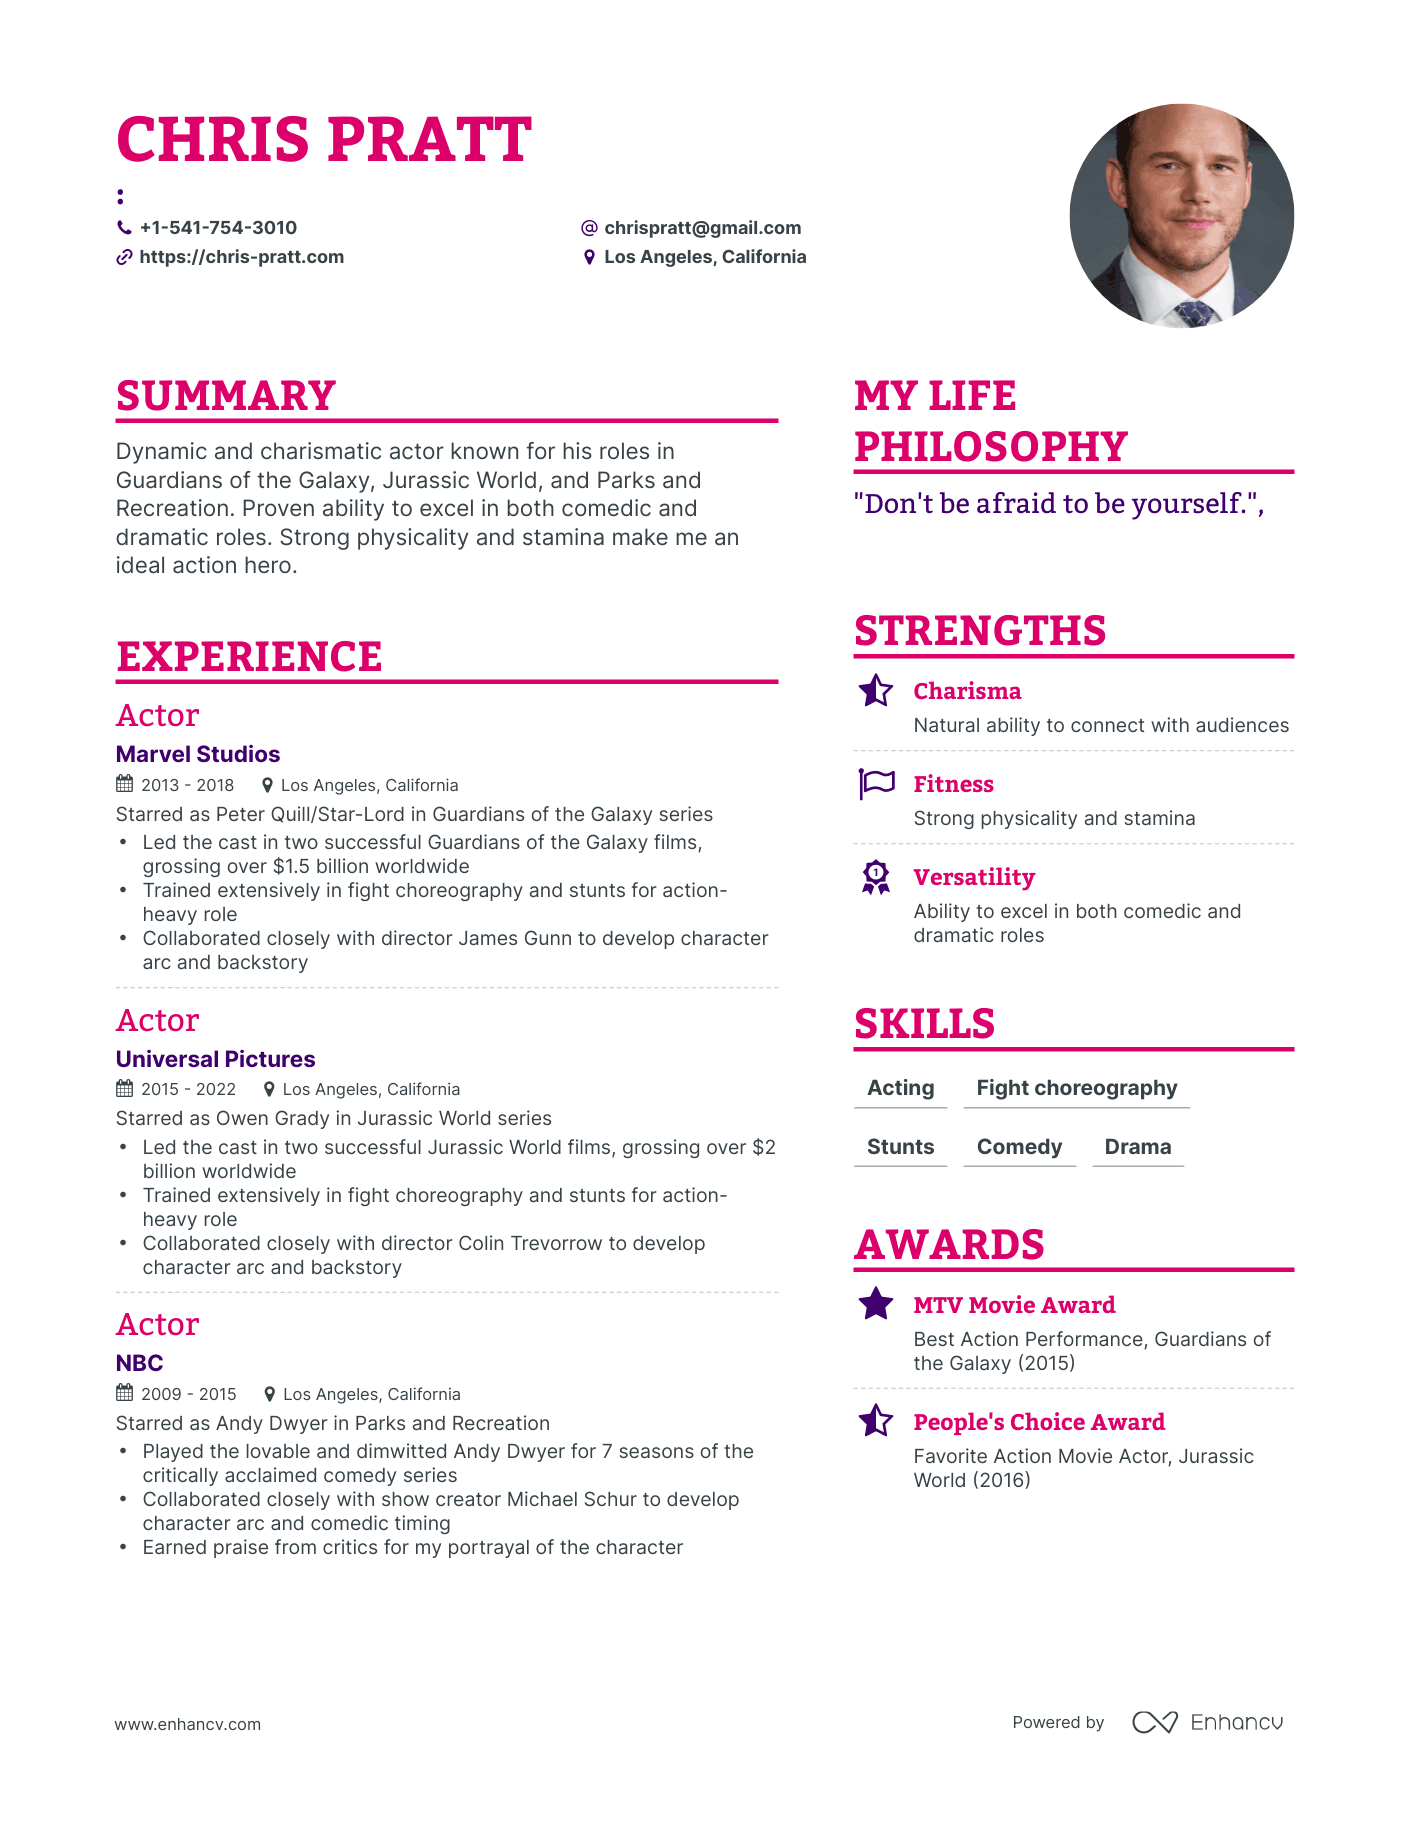 CHRIS PRATT
:
+1-541-754-3010
@ chrispratt@gmail.com
https://chris-pratt.com
Los Angeles, California
SUMMARY
Dynamic and charismatic actor known for his roles in
Guardians of the Galaxy, Jurassic World, and Parks and
Recreation. Proven ability to excel in both comedic and
dramatic roles. Strong physicality and stamina make me an
ideal action hero.
EXPERIENCE
Actor
Marvel Studios
2013 - 2018 Los Angeles, California
Starred as Peter Quill/Star-Lord in Guardians of the Galaxy series
• Led the cast in two successful Guardians of the Galaxy films,
grossing over $1.5 billion worldwide
• Trained extensively in fight choreography and stunts for action-
heavy role
• Collaborated closely with director James Gunn to develop character
arc and backstory
Actor
Universal Pictures
2015 - 2022 Los Angeles, California
Starred as Owen Grady in Jurassic World series
• Led the cast in two successful Jurassic World films, grossing over $2
billion worldwide
• Trained extensively in fight choreography and stunts for action-
heavy role
• Collaborated closely with director Colin Trevorrow to develop
character arc and backstory
Actor
NBC
2009 - 2015 Los Angeles, California
Starred as Andy Dwyer in Parks and Recreation
• Played the lovable and dimwitted Andy Dwyer for 7 seasons of the
critically acclaimed comedy series
• Collaborated closely with show creator Michael Schur to develop
character arc and comedic timing
• Earned praise from critics for my portrayal of the character
MY LIFE
PHILOSOPHY
"Don't be afraid to be yourself.",
STRENGTHS
Charisma
Natural ability to connect with audiences
Fitness
Strong physicality and stamina
1
Versatility
Ability to excel in both comedic and
dramatic roles
SKILLS
Acting Fight choreography
Stunts Comedy Drama
AWARDS
MTV Movie Award
Best Action Performance, Guardians of
the Galaxy (2015)
People's Choice Award
Favorite Action Movie Actor, Jurassic
World (2016)
www.enhancv.com
Powered by Enhancv